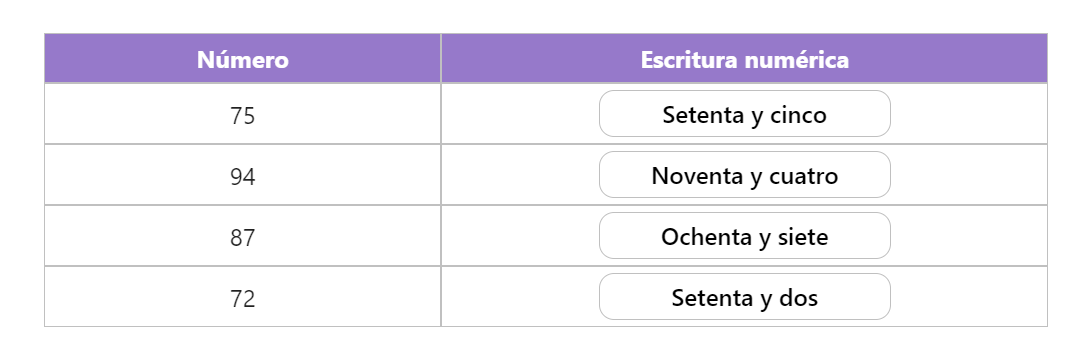 Número Escritura numérica
75 Setenta y cinco
94 Noventa y cuatro
87 Ochenta y siete
72 Setenta y dos